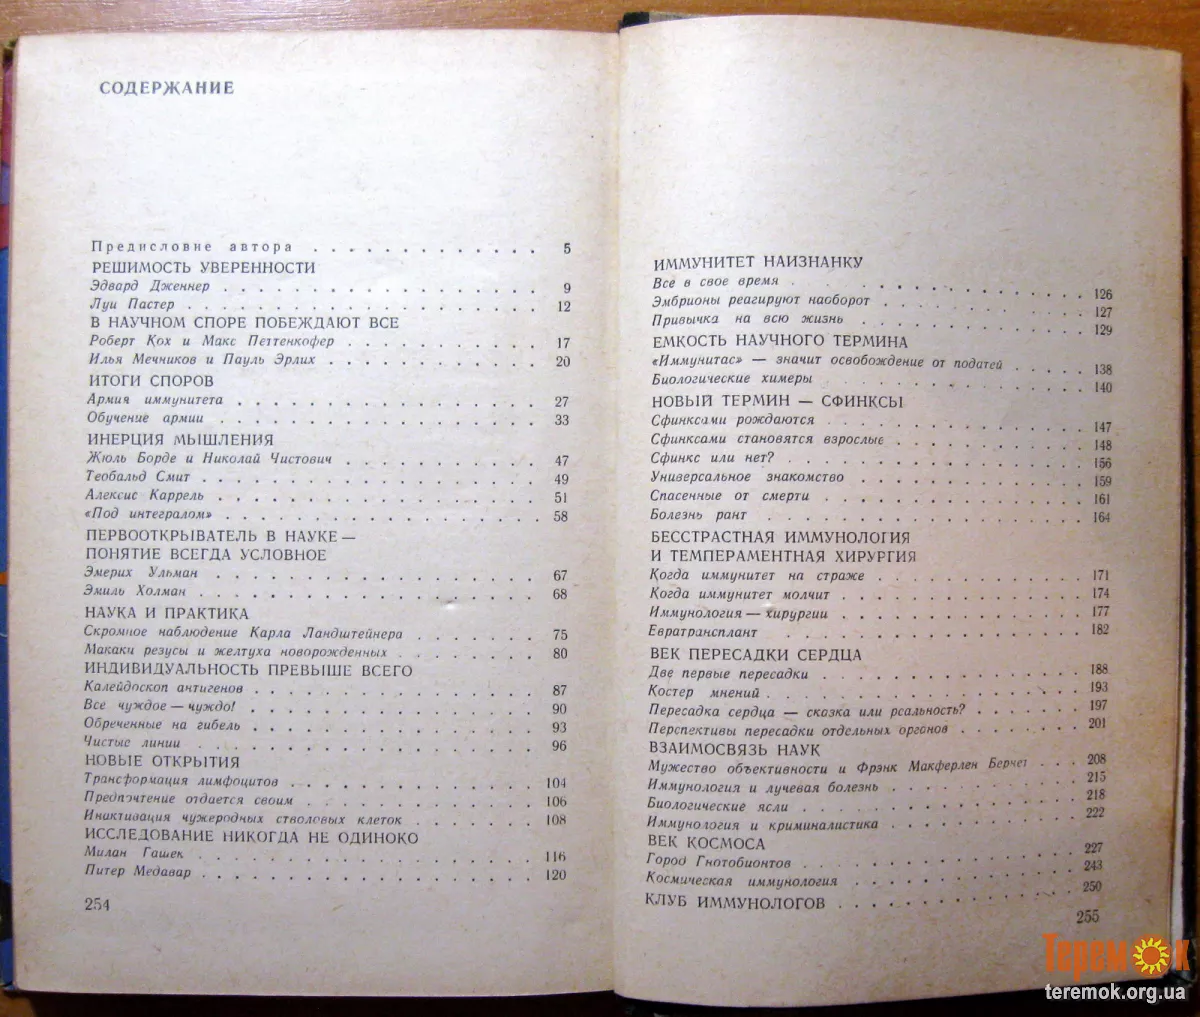 СОДЕРЖАНИЕ
Предисловие автора . . . . . . . . . . . . . 5
РЕШИМОСТЬ УВЕРЕННОСТИ
Эдвард Дженнер . . . . . . . . . . . . . 9
Луи Пастер . . . . . . . . . . . . . 12
В НАУЧНОМ СПОРЕ ПОБЕЖДАЮТ ВСЕ
Роберт Кох и Макс Петтенкофер . . . . . . . . . 17
Илья Мечников и Пауль Эрлих . . . . . . . . . 20
ИТОГИ СПОРОВ
Армия иммунитета . . . . . . . . . . . . . 27
Обучение армии . . . . . . . . . . . . . 33
ИНЕРЦИЯ МЫШЛЕНИЯ
Жюль Борде и Николай Чистович . . . . . . . . . 47
Теобальд Смит . . . . . . . . . . . . . 49
Алексис Каррель . . . . . . . . . . . . . 51
«Под интегралом» . . . . . . . . . . . . . 58
ПЕРВООТКРЫВАТЕЛЬ В НАУКЕ —
ПОНЯТИЕ ВСЕГДА УСЛОВНОЕ
Эмерих Ульман . . . . . . . . . . . . . 67
Эмиль Холман . . . . . . . . . . . . . 68
НАУКА И ПРАКТИКА
Скромное наблюдение Карла Ландштейнера . . . . . . 75
Макаки резусы и желтуха новорожденных . . . . . . 80
ИНДИВИДУАЛЬНОСТЬ ПРЕВЫШЕ ВСЕГО
Калейдоскоп антигенов . . . . . . . . . . . . 87
Все чужое — чуждо! . . . . . . . . . . . . 90
Обреченные на гибель . . . . . . . . . . . . 93
Чистые линии . . . . . . . . . . . . . 96
НОВЫЕ ОТКРЫТИЯ
Трансформация лимфоцитов . . . . . . . . . . 104
Предпочтение отдается своим . . . . . . . . . . 106
Инактивация чужеродных стволовых клеток . . . . . . 108
ИССЛЕДОВАНИЕ НИКОГДА НЕ ОДИНОКО
Милан Гашек . . . . . . . . . . . . . 116
Питер Медавар . . . . . . . . . . . . . 120
254
ИММУНИТЕТ НАИЗНАНКУ
Все в свое время . . . . . . . . . . . . . 126
Эмбрионы реагируют наоборот . . . . . . . . . 127
Привычка на всю жизнь . . . . . . . . . . . 129
ЕМКОСТЬ НАУЧНОГО ТЕРМИНА
«Иммунитас» — значит освобождение от податей . . . . . 138
Биологические химеры . . . . . . . . . . . 140
НОВЫЙ ТЕРМИН — СФИНКСЫ
Сфинксами рождаются . . . . . . . . . . . 147
Сфинксами становятся взрослые . . . . . . . . . 148
Сфинкс или нет? . . . . . . . . . . . . . 156
Универсальное знакомство . . . . . . . . . . 159
Спасенные от смерти . . . . . . . . . . . 161
Болезнь рант . . . . . . . . . . . . . 164
БЕССТРАСТНАЯ ИММУНОЛОГИЯ
И ТЕМПЕРАМЕНТНАЯ ХИРУРГИЯ
Когда иммунитет на страже . . . . . . . . . . 171
Когда иммунитет молчит . . . . . . . . . . . 174
Иммунология — хирургии . . . . . . . . . . . 177
Евратрансплант . . . . . . . . . . . . . 182
ВЕК ПЕРЕСАДКИ СЕРДЦА
Две первые пересадки . . . . . . . . . . . 188
Костер мнений . . . . . . . . . . . . . 193
Пересадка сердца — сказка или реальность? . . . . . . 197
Перспективы пересадки отдельных органов . . . . . . 201
ВЗАИМОСВЯЗЬ НАУК
Мужество объективности и Фрэнк Макферлен Бернет . . . 208
Иммунология и лучевая болезнь . . . . . . . . . 215
Биологические ясли . . . . . . . . . . . . 218
Иммунология и криминалистика . . . . . . . . . 222
ВЕК КОСМОСА
Город Гнотобионтов . . . . . . . . . . . . 227
Космическая иммунология . . . . . . . . . . 243
КЛУБ ИММУНОЛОГОВ . . . . . . . . . . . 250
255
Теремок
teremok.org.ua